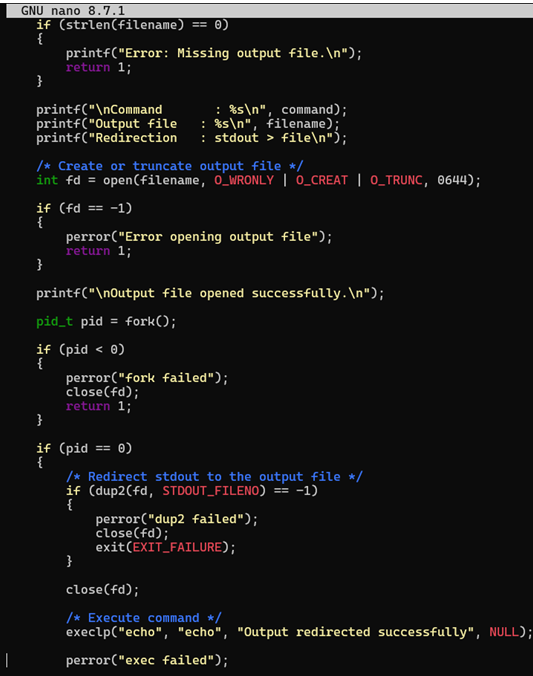 GNU nano 8.7.1
if (strlen(filename) == 0)
{
printf("Error: Missing output file.\n");
return 1;
}
printf("\nCommand       : %s\n", command);
printf("Output file   : %s\n", filename);
printf("Redirection   : stdout > file\n");
/* Create or truncate output file */
int fd = open(filename, O_WRONLY | O_CREAT | O_TRUNC, 0644);
if (fd == -1)
{
perror("Error opening output file");
return 1;
}
printf("\nOutput file opened successfully.\n");
pid_t pid = fork();
if (pid < 0)
{
perror("fork failed");
close(fd);
return 1;
}
if (pid == 0)
{
/* Redirect stdout to the output file */
if (dup2(fd, STDOUT_FILENO) == -1)
{
perror("dup2 failed");
close(fd);
exit(EXIT_FAILURE);
}
close(fd);
/* Execute command */
execlp("echo", "echo", "Output redirected successfully", NULL);
perror("exec failed");